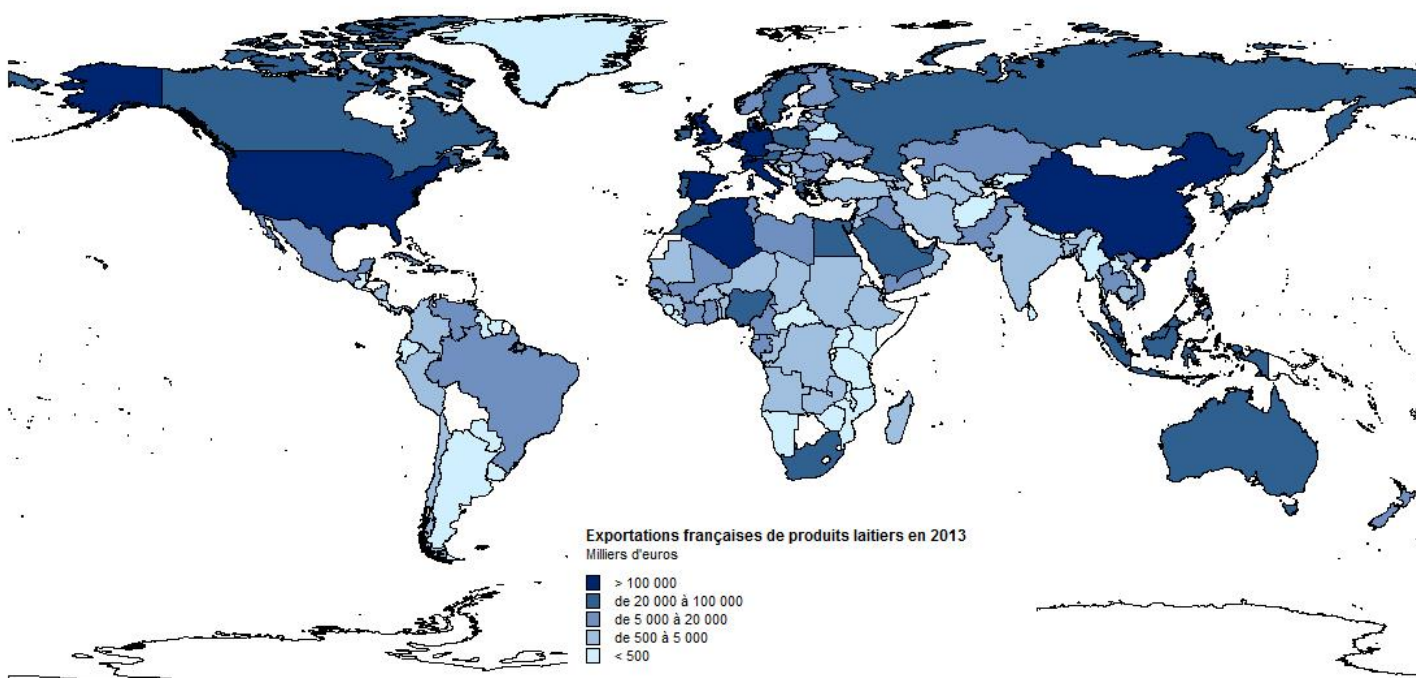 Exportations françaises de produits laitiers en 2013
Milliers d'euros
> 100 000
de 20 000 à 100 000
de 5 000 à 20 000
de 500 à 5 000
< 500